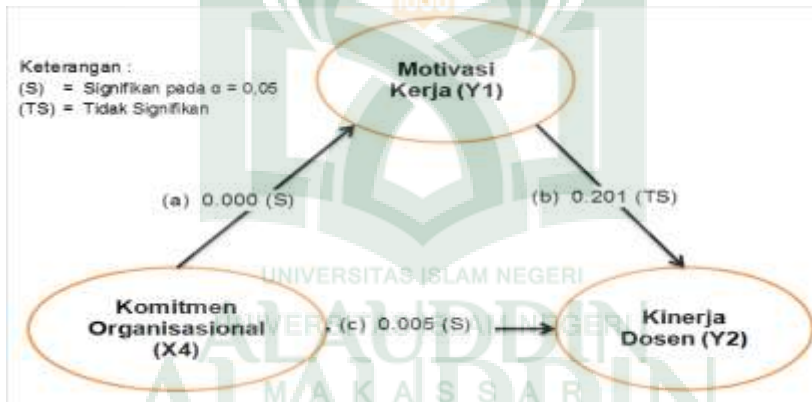 Keterangan :
(S) = Signifikan pada α = 0,05
(TS) = Tidak Signifikan
Motivasi
Kerja (Y1)
(a) 0.000 (S)
(b) 0.201 (TS)
UNIVERSITAS ISLAM NEGERI
Komitmen
Organisasional
(X4)
(c) 0.005 (S)
Kinerja
Dosen (Y2)
ALAUDDIN
MAKASSAR